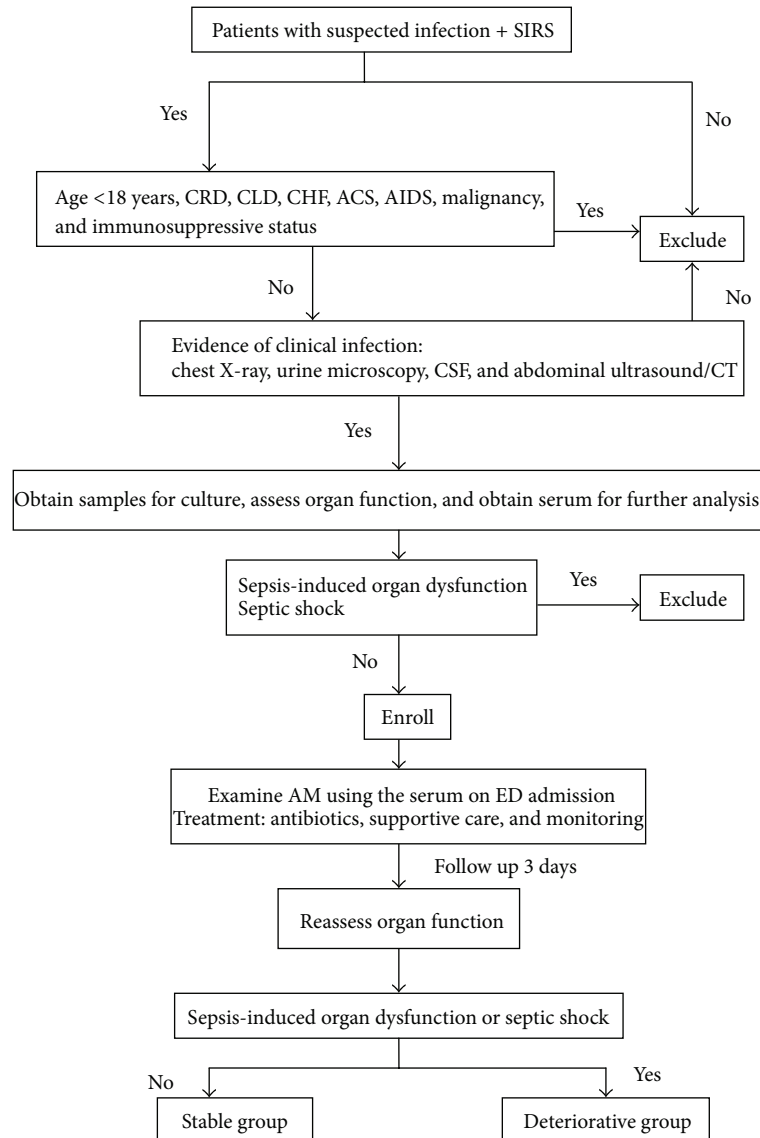 Patients with suspected infection + SIRS
Yes
No
Age <18 years, CRD, CLD, CHF, ACS, AIDS, malignancy,
and immunosuppressive status
Yes
Exclude
No
No
Evidence of clinical infection:
chest X-ray, urine microscopy, CSF, and abdominal ultrasound/CT
Yes
Obtain samples for culture, assess organ function, and obtain serum for further analysis
Sepsis-induced organ dysfunction
Septic shock
Yes
Exclude
No
Enroll
Examine AM using the serum on ED admission
Treatment: antibiotics, supportive care, and monitoring
Follow up 3 days
Reassess organ function
Sepsis-induced organ dysfunction or septic shock
No
Yes
Stable group
Deteriorative group